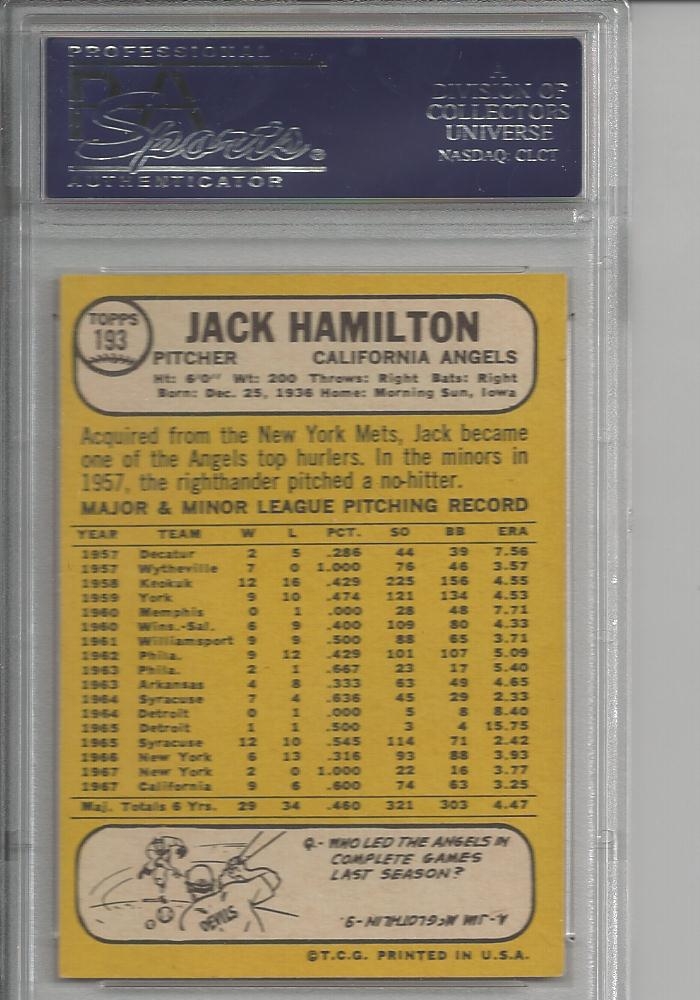 PROFESSIONAL
PSA
Sports®
AUTHENTICATOR
A
DIVISION OF
COLLECTORS
UNIVERSE
NASDAQ: CLCT
TOPPS
193
JACK HAMILTON
PITCHER CALIFORNIA ANGELS
Ht: 6'0" Wt: 200 Throws: Right Bats: Right
Born: Dec. 25, 1936 Home: Morning Sun, Iowa
Acquired from the New York Mets, Jack became
one of the Angels top hurlers. In the minors in
1957, the righthander pitched a no-hitter.
MAJOR & MINOR LEAGUE PITCHING RECORD
YEAR TEAM W L PCT. SO BB ERA
1957 Decatur 2 5 .286 44 39 7.56
1957 Wytheville 7 0 1.000 76 46 3.57
1958 Keokuk 12 16 .429 225 156 4.55
1959 York 9 10 .474 121 134 4.53
1960 Memphis 0 1 .000 28 48 7.71
1960 Wins.-Sal. 6 9 .400 109 80 4.33
1961 Williamsport 9 9 .500 88 65 3.71
1962 Phila. 9 12 .429 101 107 5.09
1963 Phila. 2 1 .667 23 17 5.40
1963 Arkansas 4 8 .333 63 49 4.65
1964 Syracuse 7 4 .636 45 29 2.33
1964 Detroit 0 1 .000 5 8 8.40
1965 Detroit 1 1 .500 3 4 15.75
1965 Syracuse 12 10 .545 114 71 2.42
1966 New York 6 13 .316 93 88 3.93
1967 New York 2 0 1.000 22 16 3.77
1967 California 9 6 .600 74 63 3.25
Maj. Totals 6 Yrs. 29 34 .460 321 303 4.47
DEVILS
Q.- WHO LED THE ANGELS IN
COMPLETE GAMES
LAST SEASON?
A.-JIM McGLOTHLIN-9.
©T.C.G. PRINTED IN U.S.A.